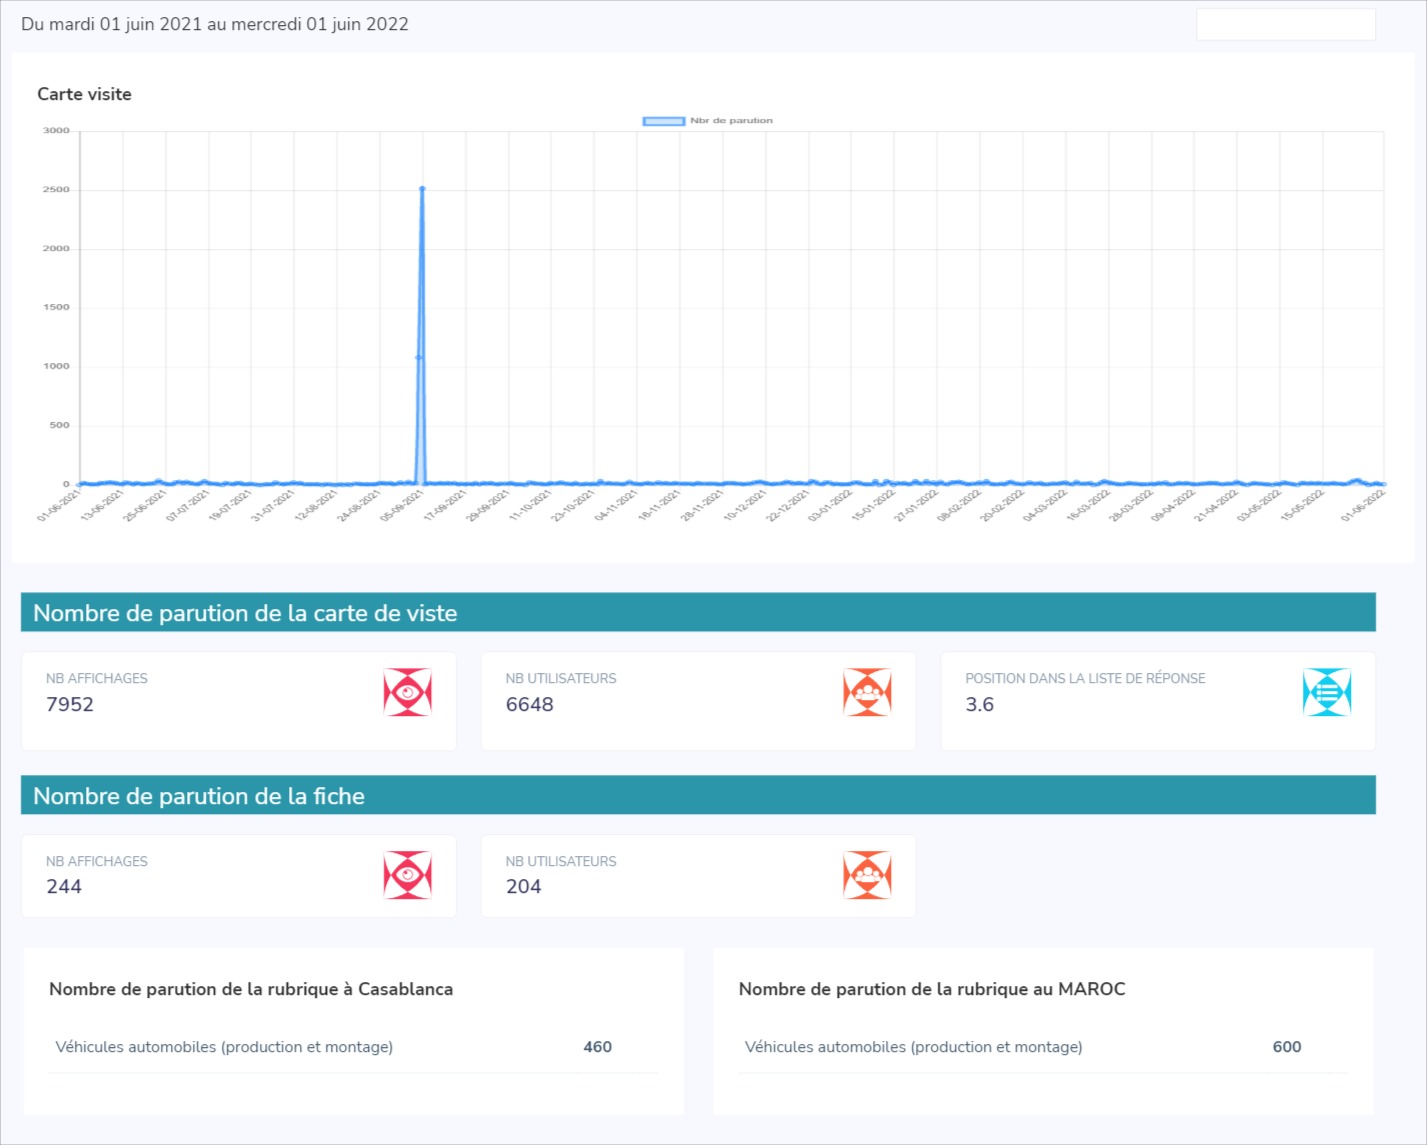 Du mardi 01 juin 2021 au mercredi 01 juin 2022
Carte visite
Nbr de parution
3000
2500
2000
1500
1000
500
0
01-06-2021 13-06-2021 25-06-2021 07-07-2021 19-07-2021 31-07-2021 12-08-2021 24-08-2021 05-09-2021 17-09-2021 29-09-2021 11-10-2021 23-10-2021 04-11-2021 16-11-2021 28-11-2021 10-12-2021 22-12-2021 03-01-2022 15-01-2022 27-01-2022 08-02-2022 20-02-2022 04-03-2022 16-03-2022 28-03-2022 09-04-2022 21-04-2022 03-05-2022 15-05-2022 01-06-2022
Nombre de parution de la carte de viste
NB AFFICHAGES
7952
NB UTILISATEURS
6648
POSITION DANS LA LISTE DE RÉPONSE
3.6
Nombre de parution de la fiche
NB AFFICHAGES
244
NB UTILISATEURS
204
Nombre de parution de la rubrique à Casablanca
Véhicules automobiles (production et montage) 460
Nombre de parution de la rubrique au MAROC
Véhicules automobiles (production et montage) 600